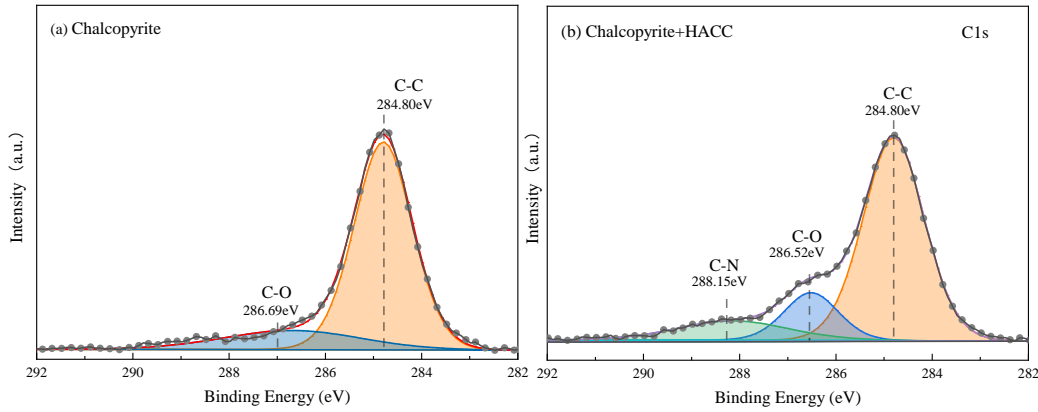 (a) Chalcopyrite
C-C
284.80eV
C-O
286.69eV
Intensity (a.u.)
292
290
288
286
284
282
Binding Energy (eV)
(b) Chalcopyrite+HACC
C1s
C-C
284.80eV
C-O
286.52eV
C-N
288.15eV
Intensity (a.u.)
292
290
288
286
284
282
Binding Energy (eV)